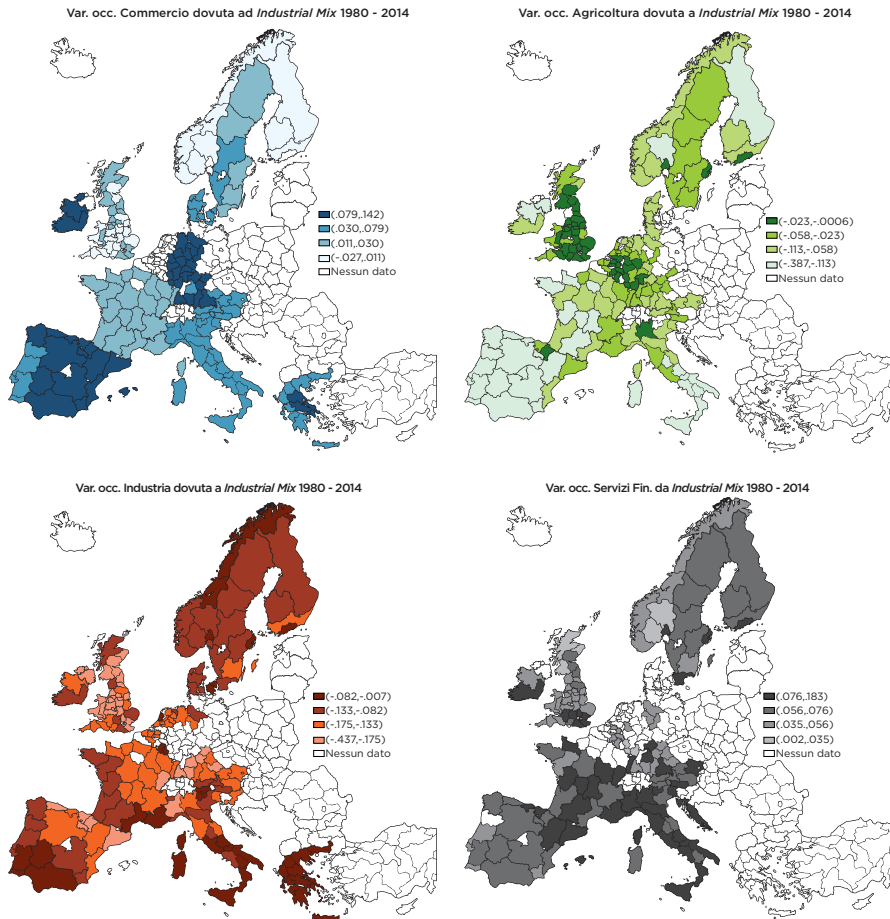 Var. occ. Commercio dovuta ad Industrial Mix 1980 - 2014
(.079,.142)
(.030,.079)
(.011,.030)
(-.027,.011)
Nessun dato
Var. occ. Agricoltura dovuta a Industrial Mix 1980 - 2014
(-.023,-.0006)
(-.058,-.023)
(-.113,-.058)
(-.387,-.113)
Nessun dato
Var. occ. Industria dovuta a Industrial Mix 1980 - 2014
(-.082,-.007)
(-.133,-.082)
(-.175,-.133)
(-.437,-.175)
Nessun dato
Var. occ. Servizi Fin. da Industrial Mix 1980 - 2014
(.076,.183)
(.056,.076)
(.035,.056)
(.002,.035)
Nessun dato